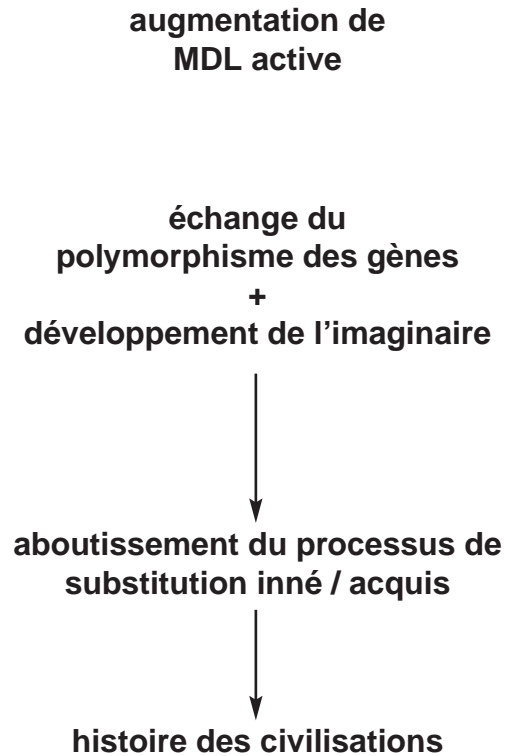 augmentation de
MDL active
échange du
polymorphisme des gènes
+
développement de l’imaginaire
aboutissement du processus de
substitution inné / acquis
histoire des civilisations